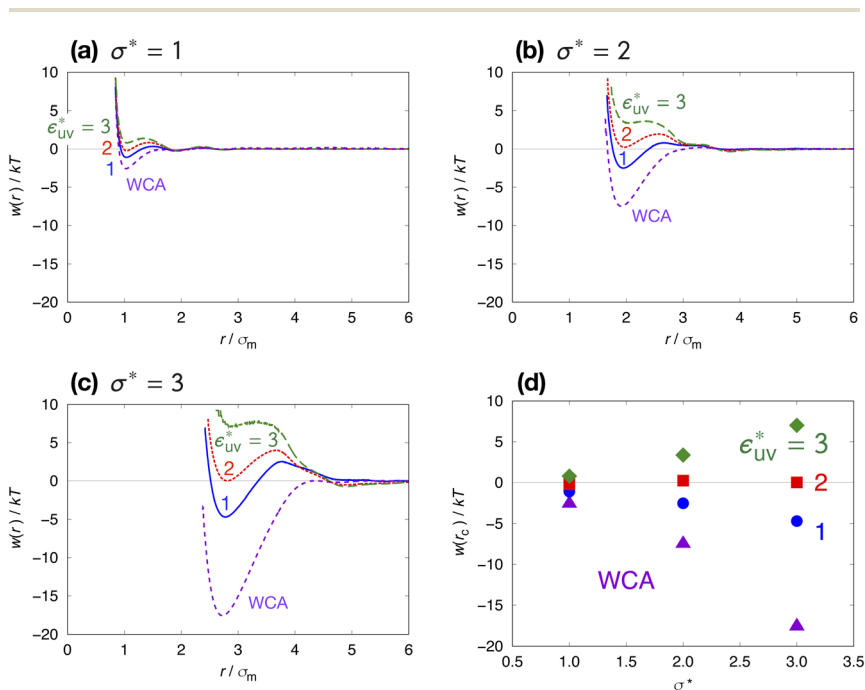 (a) σ* = 1
10
5
0
−5
−10
−15
−20
w(r) / kT
ϵ*uv = 3
2
1
WCA
0 1 2 3 4 5 6
r / σm
(b) σ* = 2
10
5
0
−5
−10
−15
−20
w(r) / kT
ϵ*uv = 3
2
1
WCA
0 1 2 3 4 5 6
r / σm
(c) σ* = 3
10
5
0
−5
−10
−15
−20
w(r) / kT
ϵ*uv = 3
2
1
WCA
0 1 2 3 4 5 6
r / σm
(d)
10
5
0
−5
−10
−15
−20
w(rc) / kT
ϵ*uv = 3
2
1
WCA
0.5 1.0 1.5 2.0 2.5 3.0 3.5
σ*